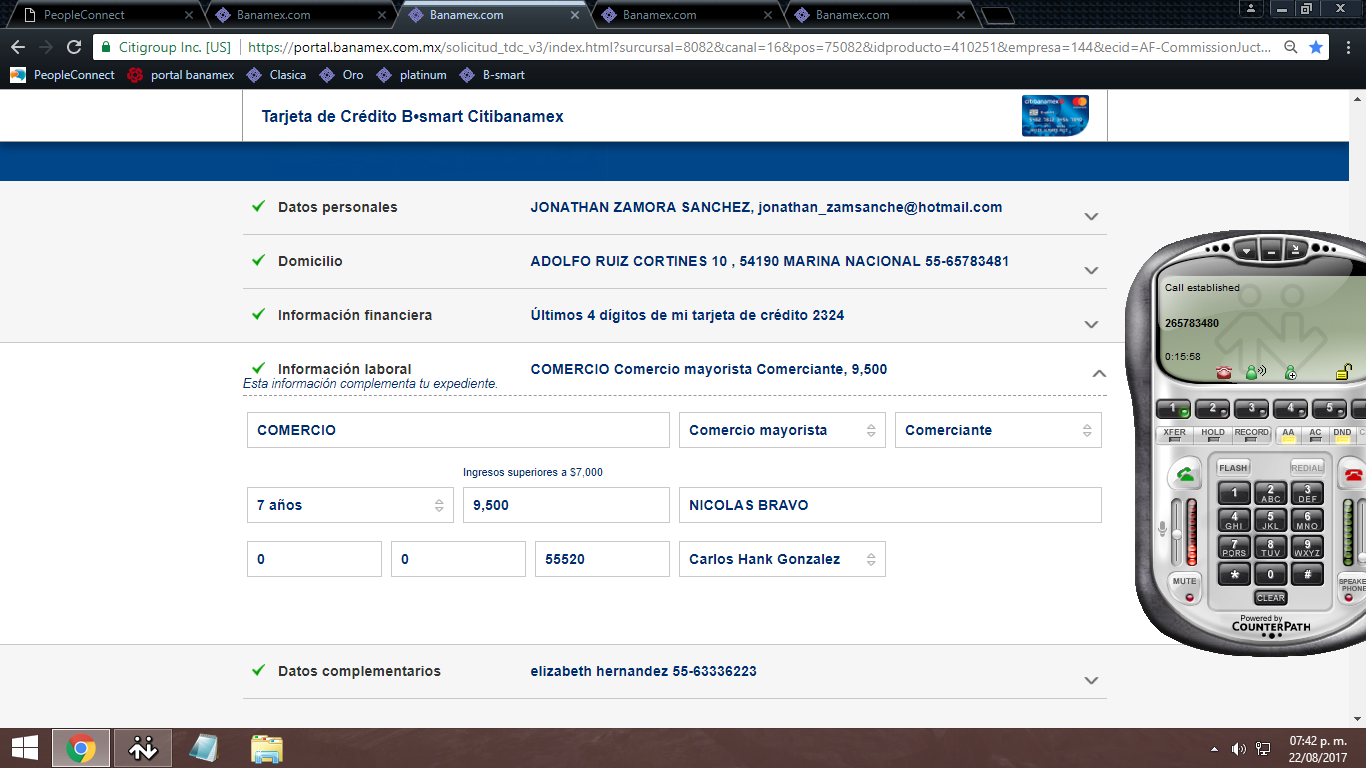 PeopleConnect
Banamex.com
Banamex.com
Banamex.com
Banamex.com
Citigroup Inc. [US] https://portal.banamex.com.mx/solicitud_tdc_v3/index.html?surcursal=8082&canal=16&pos=75082&idproducto=410251&empresa=144&ecid=AF-CommissionJuct...
PeopleConnect portal banamex Clasica Oro platinum B-smart
Tarjeta de Crédito B•smart Citibanamex
citibanamex
Datos personales JONATHAN ZAMORA SANCHEZ, jonathan_zamsanche@hotmail.com
Domicilio ADOLFO RUIZ CORTINES 10 , 54190 MARINA NACIONAL 55-65783481
Información financiera Últimos 4 dígitos de mi tarjeta de crédito 2324
Información laboral COMERCIO Comercio mayorista Comerciante, 9,500
Esta información complementa tu expediente.
COMERCIO Comercio mayorista Comerciante
Ingresos superiores a $7,000
7 años 9,500 NICOLAS BRAVO
0 0 55520 Carlos Hank Gonzalez
Datos complementarios elizabeth hernandez 55-63336223
Call established
265783480
0:15:58
1 2 3 4 5
XFER HOLD RECORD AA AC DND
FLASH REDIAL
1 2 ABC 3 DEF
4 GHI 5 JKL 6 MNO
7 PQRS 8 TUV 9 WXYZ
* 0 #
MUTE
SPEAKE
PHONE
CLEAR
Powered by
COUNTERPATH
07:42 p. m.
22/08/2017